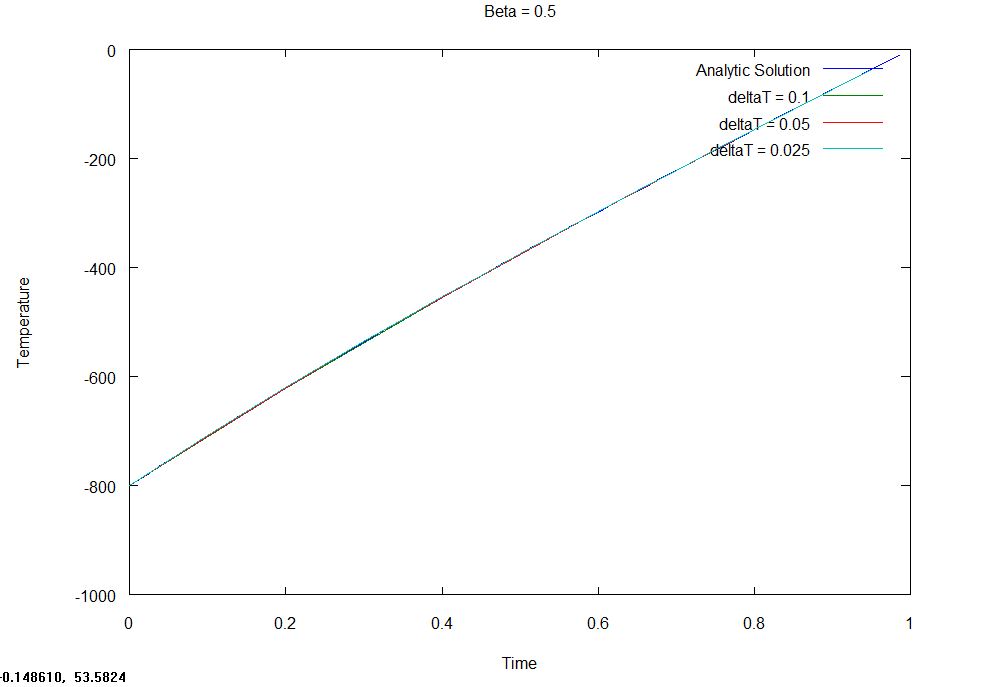 Beta = 0.5
0
-200
-400
-600
-800
-1000
Temperature
Analytic Solution
deltaT = 0.1
deltaT = 0.05
deltaT = 0.025
0
0.2
0.4
0.6
0.8
1
Time
-0.148610, 53.5824